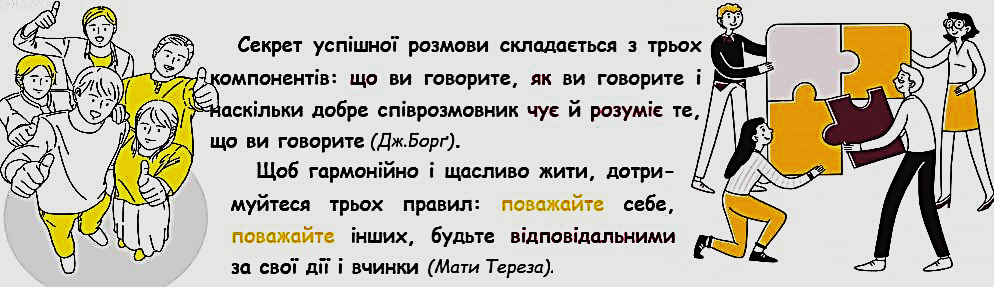 Секрет успішної розмови складається з трьох
компонентів: що ви говорите, як ви говорите і
наскільки добре співрозмовник чує й розуміє те,
що ви говорите (Дж.Борґ).
Щоб гармонійно і щасливо жити, дотри-
муйтеся трьох правил: поважайте себе,
поважайте інших, будьте відповідальними
за свої дії і вчинки (Мати Тереза).